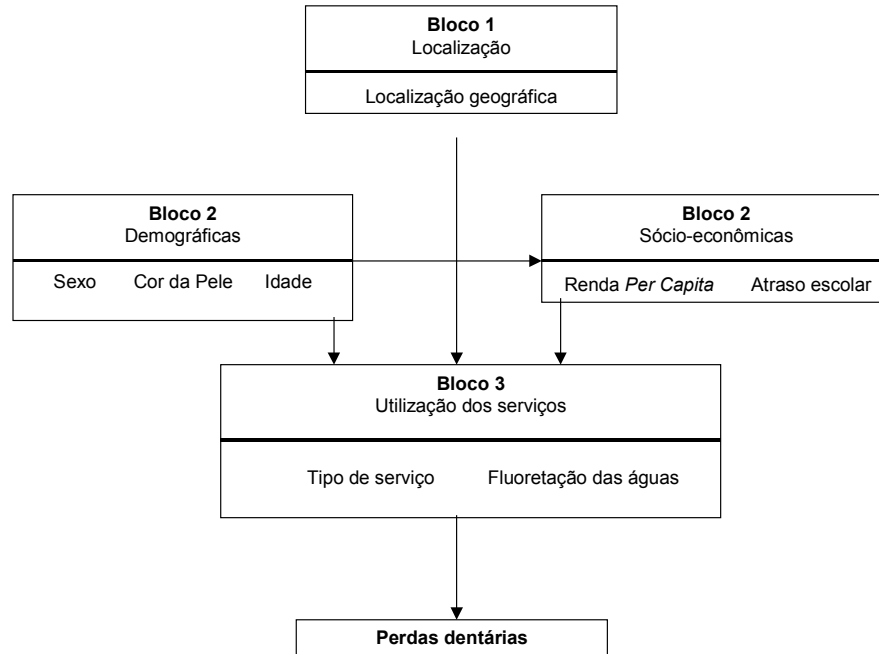 Bloco 1
Localização
Localização geográfica
Bloco 2
Demográficas
Sexo Cor da Pele Idade
Bloco 2
Sócio-econômicas
Renda Per Capita Atraso escolar
Bloco 3
Utilização dos serviços
Tipo de serviço Fluoretação das águas
Perdas dentárias